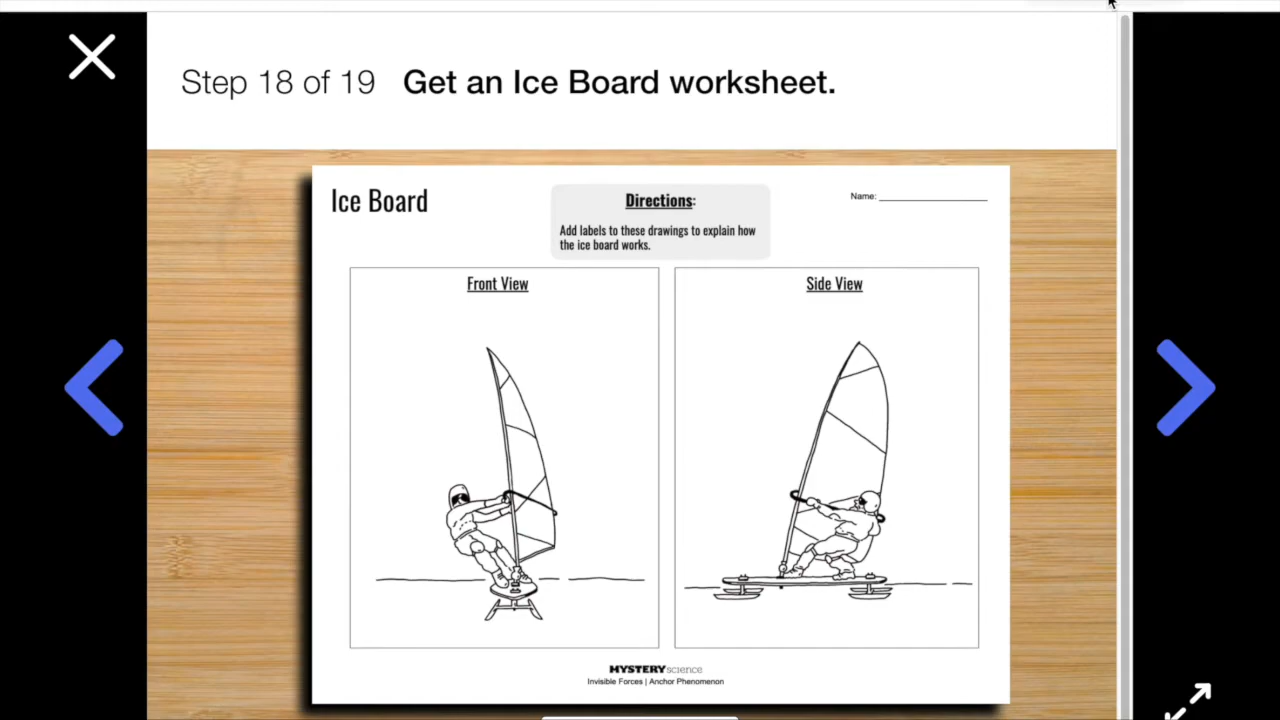 Step 18 of 19 Get an Ice Board worksheet.
Ice Board
Directions:
Add labels to these drawings to explain how
the ice board works.
Name:
Front View
Side View
MYSTERY science
Invisible Forces | Anchor Phenomenon